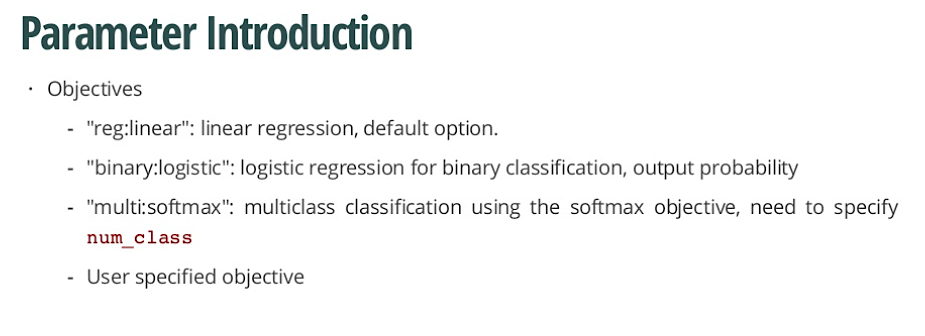 Parameter Introduction
· Objectives
- "reg:linear": linear regression, default option.
- "binary:logistic": logistic regression for binary classification, output probability
- "multi:softmax": multiclass classification using the softmax objective, need to specify
num_class
- User specified objective